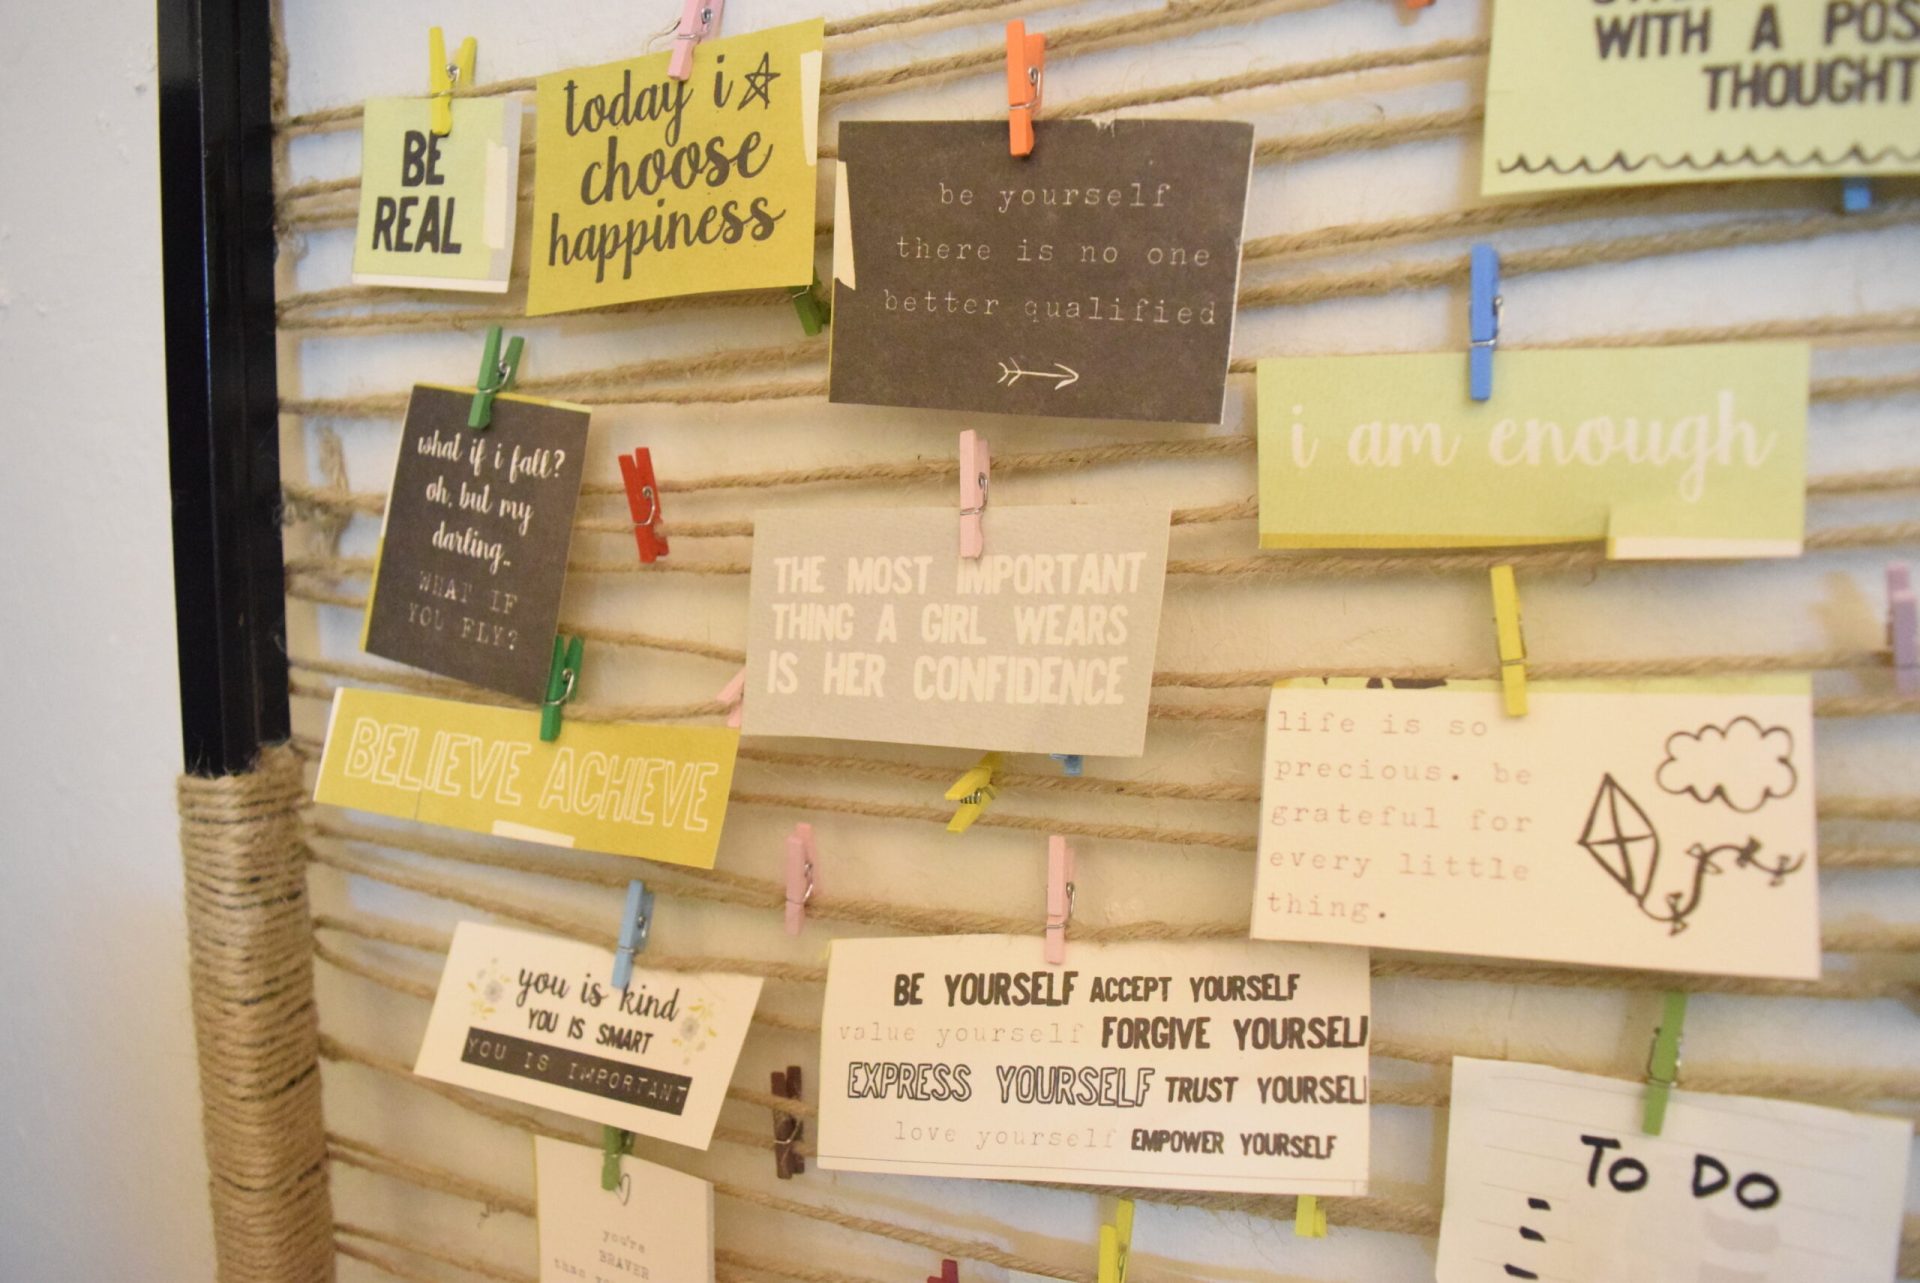 BE
REAL
today i
choose
happiness
be yourself
there is no one
better qualified
WITH A POS
THOUGHT
what if i fall?
oh, but my
darling..
WHAT IF
YOU FLY?
i am enough
THE MOST IMPORTANT
THING A GIRL WEARS
IS HER CONFIDENCE
BELIEVE ACHIEVE
life is so
precious. be
grateful for
every little
thing.
you is kind
YOU IS SMART
YOU IS IMPORTANT
BE YOURSELF ACCEPT YOURSELF
value yourself FORGIVE YOURSELF
EXPRESS YOURSELF TRUST YOURSEL
love yourself EMPOWER YOURSELF
TO DO
you're
BRAVER
than